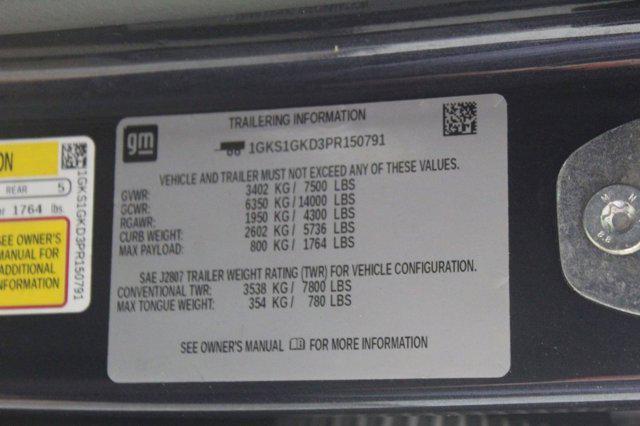 TRAILERING INFORMATION
gm
1GKS1GKD3PR150791
VEHICLE AND TRAILER MUST NOT EXCEED ANY OF THESE VALUES.
GVWR: 3402 KG / 7500 LBS
GCWR: 6350 KG / 14000 LBS
RGAWR: 1950 KG / 4300 LBS
CURB WEIGHT: 2602 KG / 5736 LBS
MAX PAYLOAD: 800 KG / 1764 LBS
SAE J2807 TRAILER WEIGHT RATING (TWR) FOR VEHICLE CONFIGURATION.
CONVENTIONAL TWR: 3538 KG / 7800 LBS
MAX TONGUE WEIGHT: 354 KG / 780 LBS
SEE OWNER'S MANUAL FOR MORE INFORMATION
ON
REAR 5
or 1764 lbs.
SEE OWNER'S
MANUAL FOR
ADDITIONAL
INFORMATION
1GKS1GKD3PR150791
M
8.8